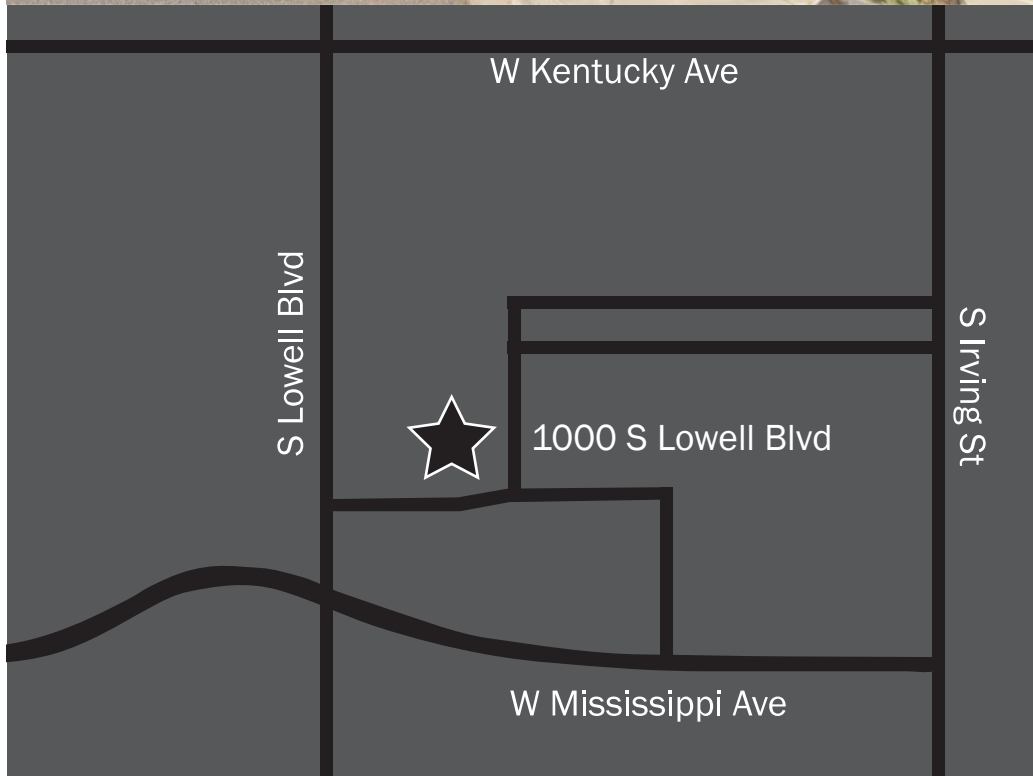 W Kentucky Ave
S Lowell Blvd
S Irving St
1000 S Lowell Blvd
W Mississippi Ave